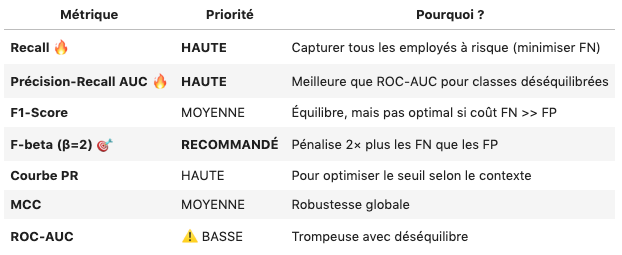 Métrique Priorité Pourquoi ?
Recall 🔥 HAUTE Capturer tous les employés à risque (minimiser FN)
Précision-Recall AUC 🔥 HAUTE Meilleure que ROC-AUC pour classes déséquilibrées
F1-Score MOYENNE Équilibre, mais pas optimal si coût FN >> FP
F-beta (β=2) 🎯 RECOMMANDÉ Pénalise 2× plus les FN que les FP
Courbe PR HAUTE Pour optimiser le seuil selon le contexte
MCC MOYENNE Robustesse globale
ROC-AUC ⚠️ BASSE Trompeuse avec déséquilibre